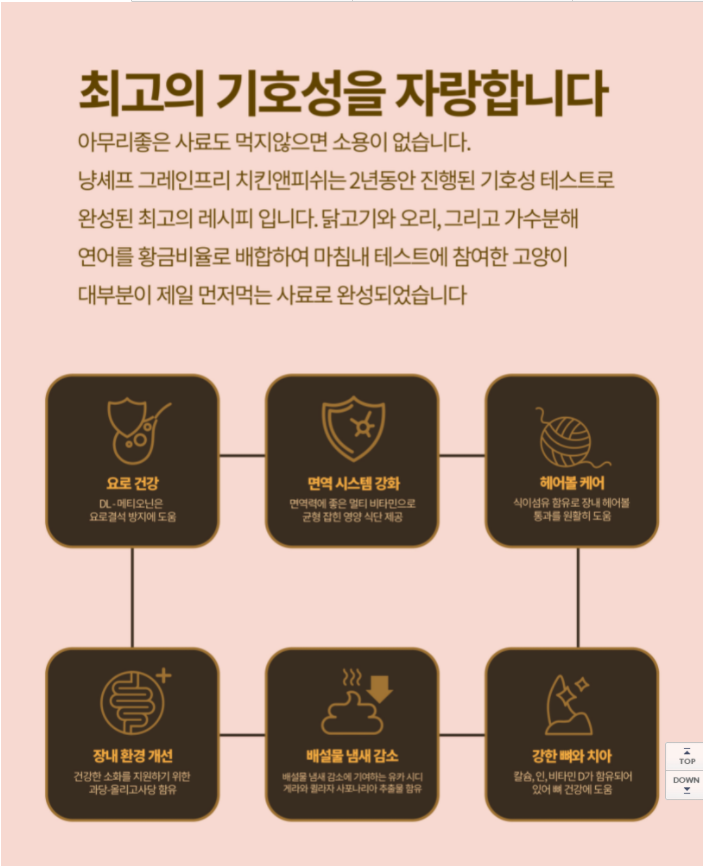 최고의 기호성을 자랑합니다
아무리좋은 사료도 먹지않으면 소용이 없습니다.
냥셰프 그레인프리 치킨앤피쉬는 2년동안 진행된 기호성 테스트로
완성된 최고의 레시피 입니다. 닭고기와 오리, 그리고 가수분해
연어를 황금비율로 배합하여 마침내 테스트에 참여한 고양이
대부분이 제일 먼저먹는 사료로 완성되었습니다
요로 건강
DL - 메티오닌은
요로결석 방지에 도움
면역 시스템 강화
면역력에 좋은 멀티 비타민으로
균형 잡힌 영양 식단 제공
헤어볼 케어
식이섬유 함유로 장내 헤어볼
통과를 원활히 도움
장내 환경 개선
건강한 소화를 지원하기 위한
과당-올리고사당 함유
배설물 냄새 감소
배설물 냄새 감소에 기여하는 유카 시디
게라와 퀼라자 사포나리아 추출물 함유
강한 뼈와 치아
칼슘, 인, 비타민 D가 함유되어
있어 뼈 건강에 도움
TOP
DOWN